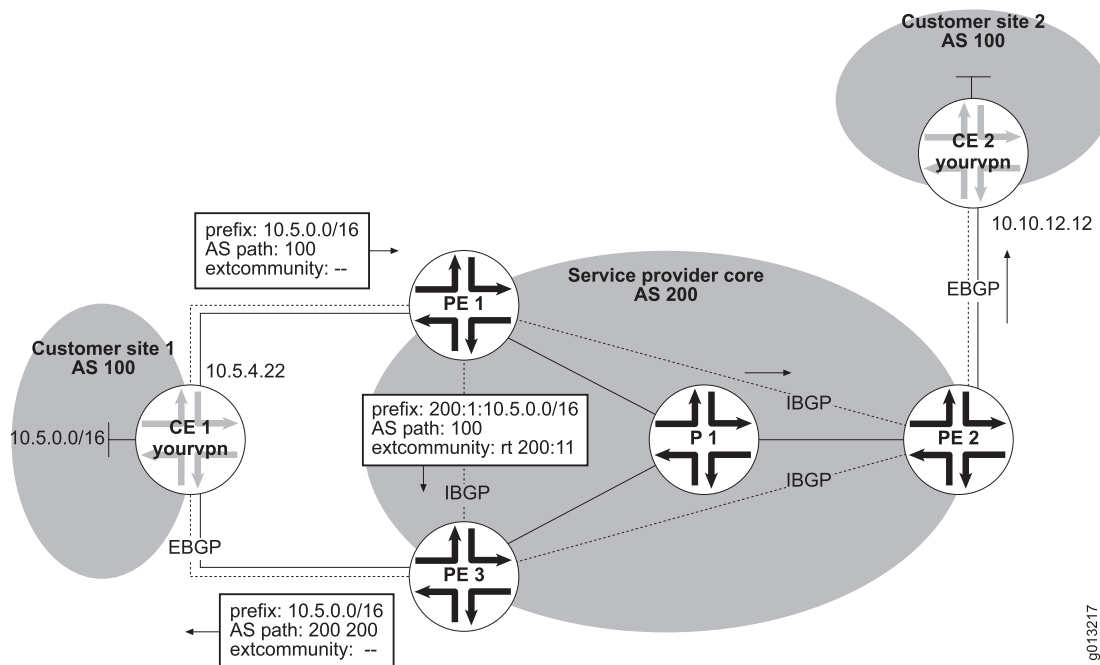 Customer site 2
AS 100
CE 2
yourvpn
10.10.12.12
EBGP
prefix: 10.5.0.0/16
AS path: 100
extcommunity: --
PE 1
Service provider core
AS 200
Customer site 1
AS 100
10.5.4.22
10.5.0.0/16
CE 1
yourvpn
prefix: 200:1:10.5.0.0/16
AS path: 100
extcommunity: rt 200:11
IBGP
P 1
PE 2
IBGP
IBGP
EBGP
PE 3
prefix: 10.5.0.0/16
AS path: 200 200
extcommunity: --
g013217